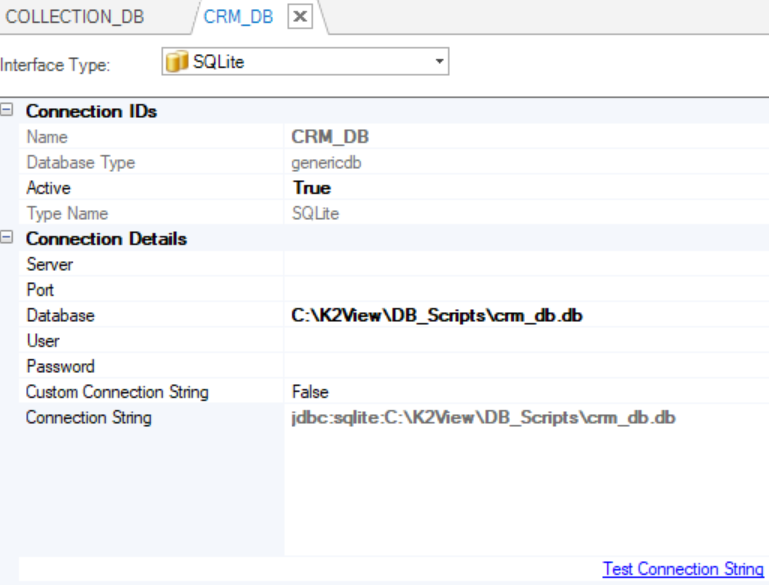 COLLECTION_DB CRM_DB
Interface Type: SQLite
Connection IDs
Name CRM_DB
Database Type genericdb
Active True
Type Name SQLite
Connection Details
Server
Port
Database C:\K2View\DB_Scripts\crm_db.db
User
Password
Custom Connection String False
Connection String jdbc:sqlite:C:\K2View\DB_Scripts\crm_db.db
Test Connection String